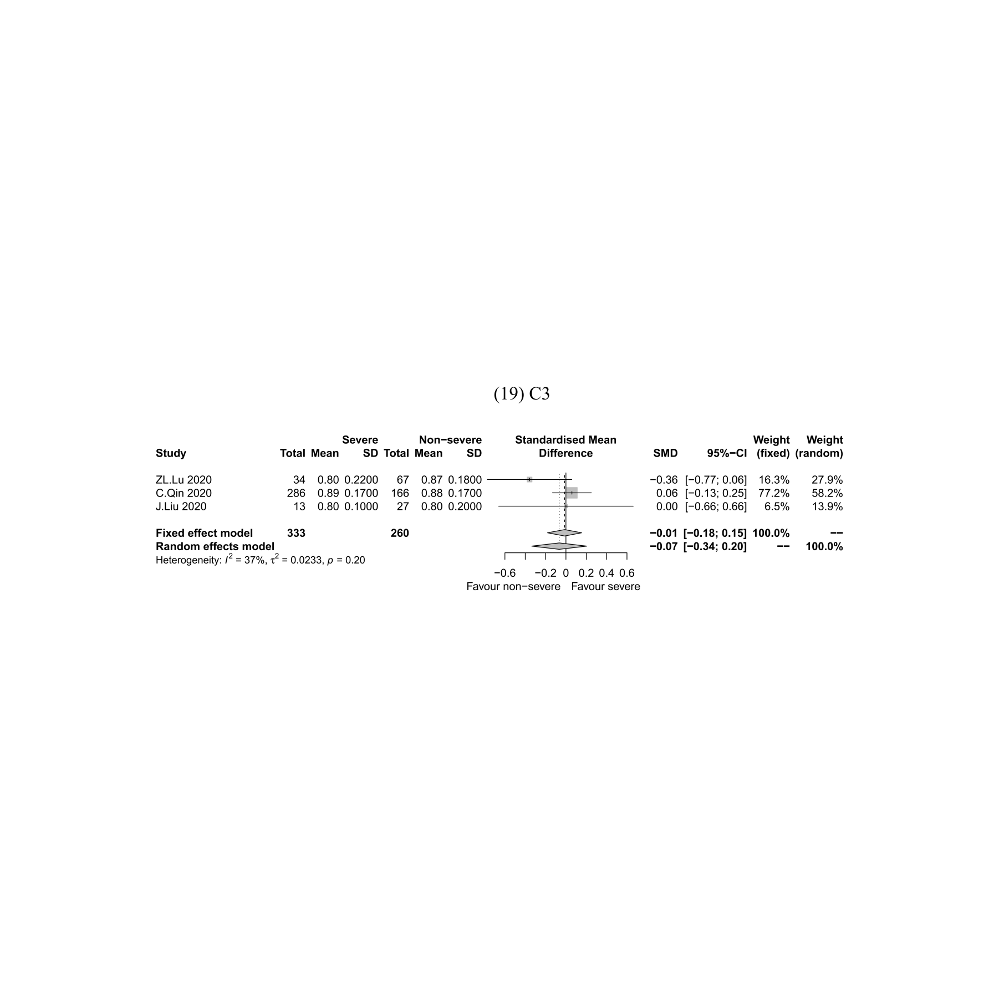 (19) C3
Severe Non−severe Standardised Mean Weight Weight
Study Total Mean SD Total Mean SD Difference SMD 95%−CI (fixed) (random)
ZL.Lu 2020 34 0.80 0.2200 67 0.87 0.1800 −0.36 [−0.77; 0.06] 16.3% 27.9%
C.Qin 2020 286 0.89 0.1700 166 0.88 0.1700 0.06 [−0.13; 0.25] 77.2% 58.2%
J.Liu 2020 13 0.80 0.1000 27 0.80 0.2000 0.00 [−0.66; 0.66] 6.5% 13.9%
Fixed effect model 333 260 −0.01 [−0.18; 0.15] 100.0% −−
Random effects model −0.07 [−0.34; 0.20] −− 100.0%
Heterogeneity: I² = 37%, τ² = 0.0233, p = 0.20
−0.6 −0.2 0 0.2 0.4 0.6
Favour non−severe Favour severe